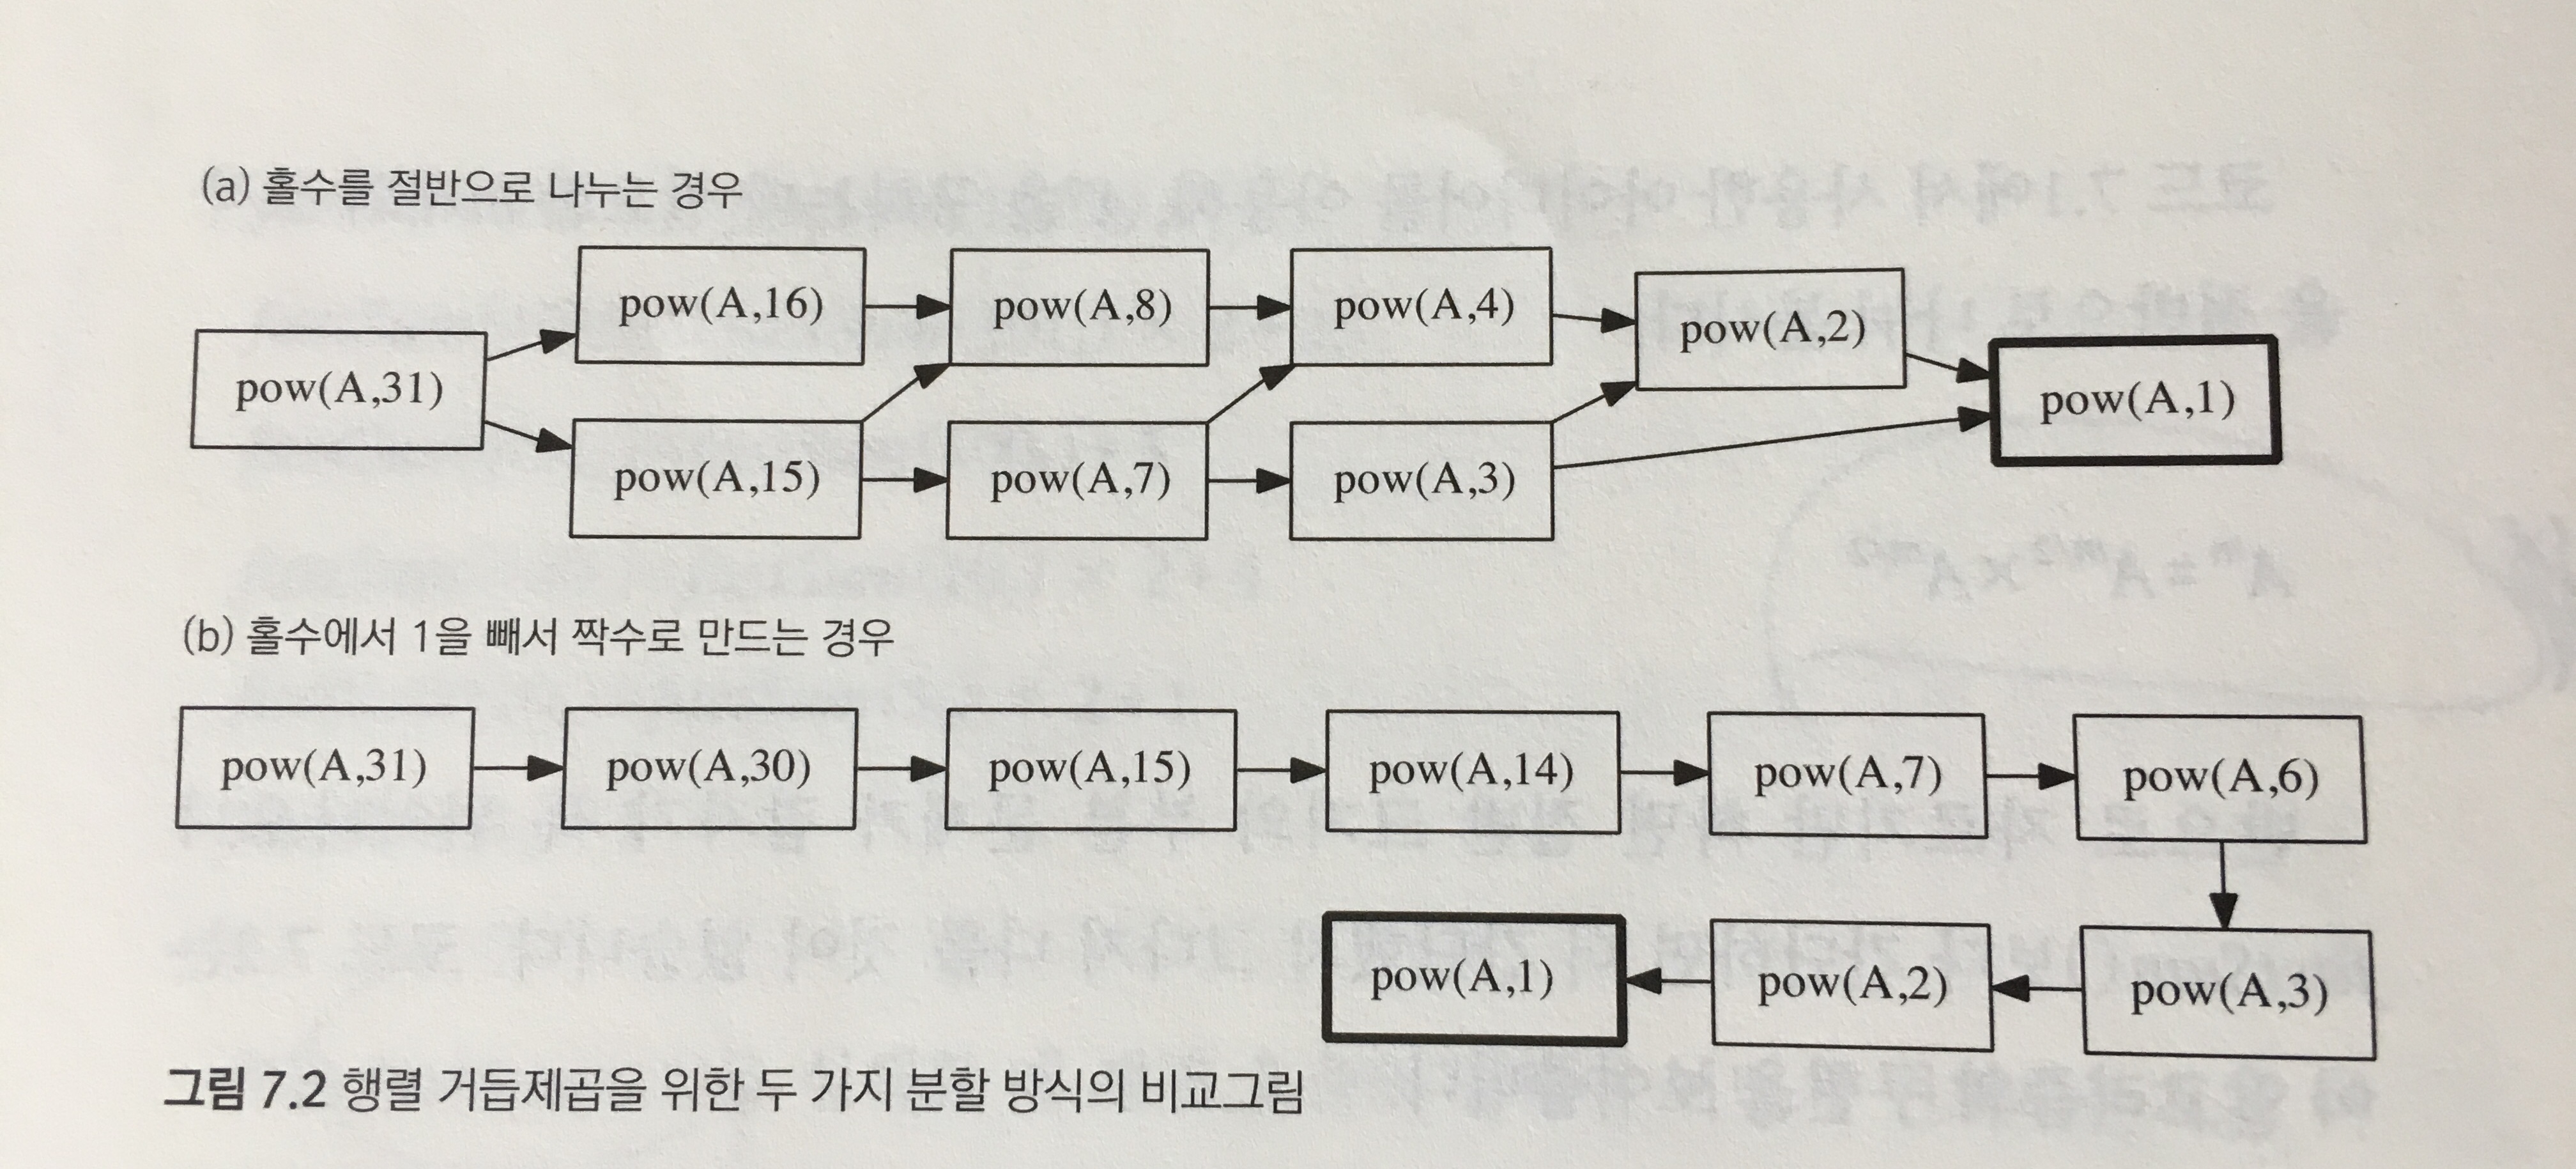 (a) 홀수를 절반으로 나누는 경우
pow(A,16) pow(A,8) pow(A,4) pow(A,2)
pow(A,31) pow(A,1)
pow(A,15) pow(A,7) pow(A,3)
(b) 홀수에서 1을 빼서 짝수로 만드는 경우
pow(A,31) pow(A,30) pow(A,15) pow(A,14) pow(A,7) pow(A,6)
pow(A,1) pow(A,2) pow(A,3)
그림 7.2 행렬 거듭제곱을 위한 두 가지 분할 방식의 비교그림